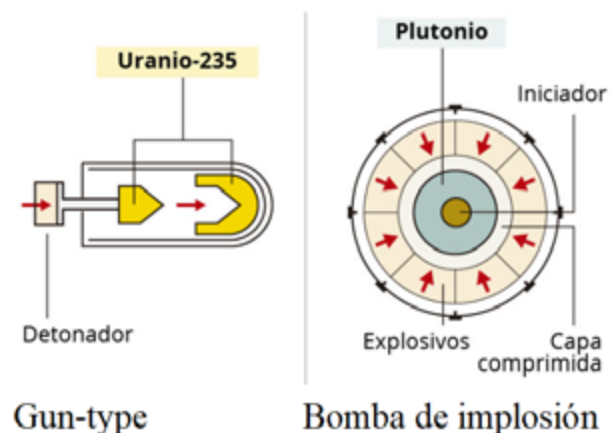 Uranio-235
Detonador
Gun-type
Plutonio
Iniciador
Explosivos
Capa
comprimida
Bomba de implosión